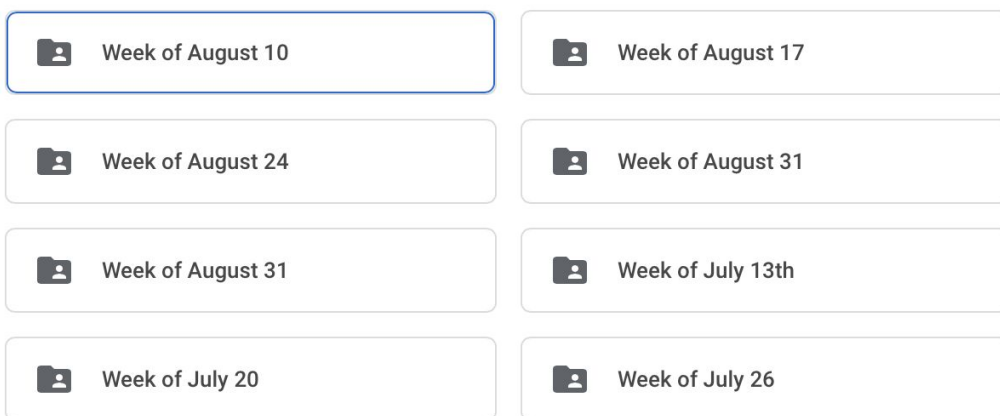 Week of August 10
Week of August 17
Week of August 24
Week of August 31
Week of August 31
Week of July 13th
Week of July 20
Week of July 26